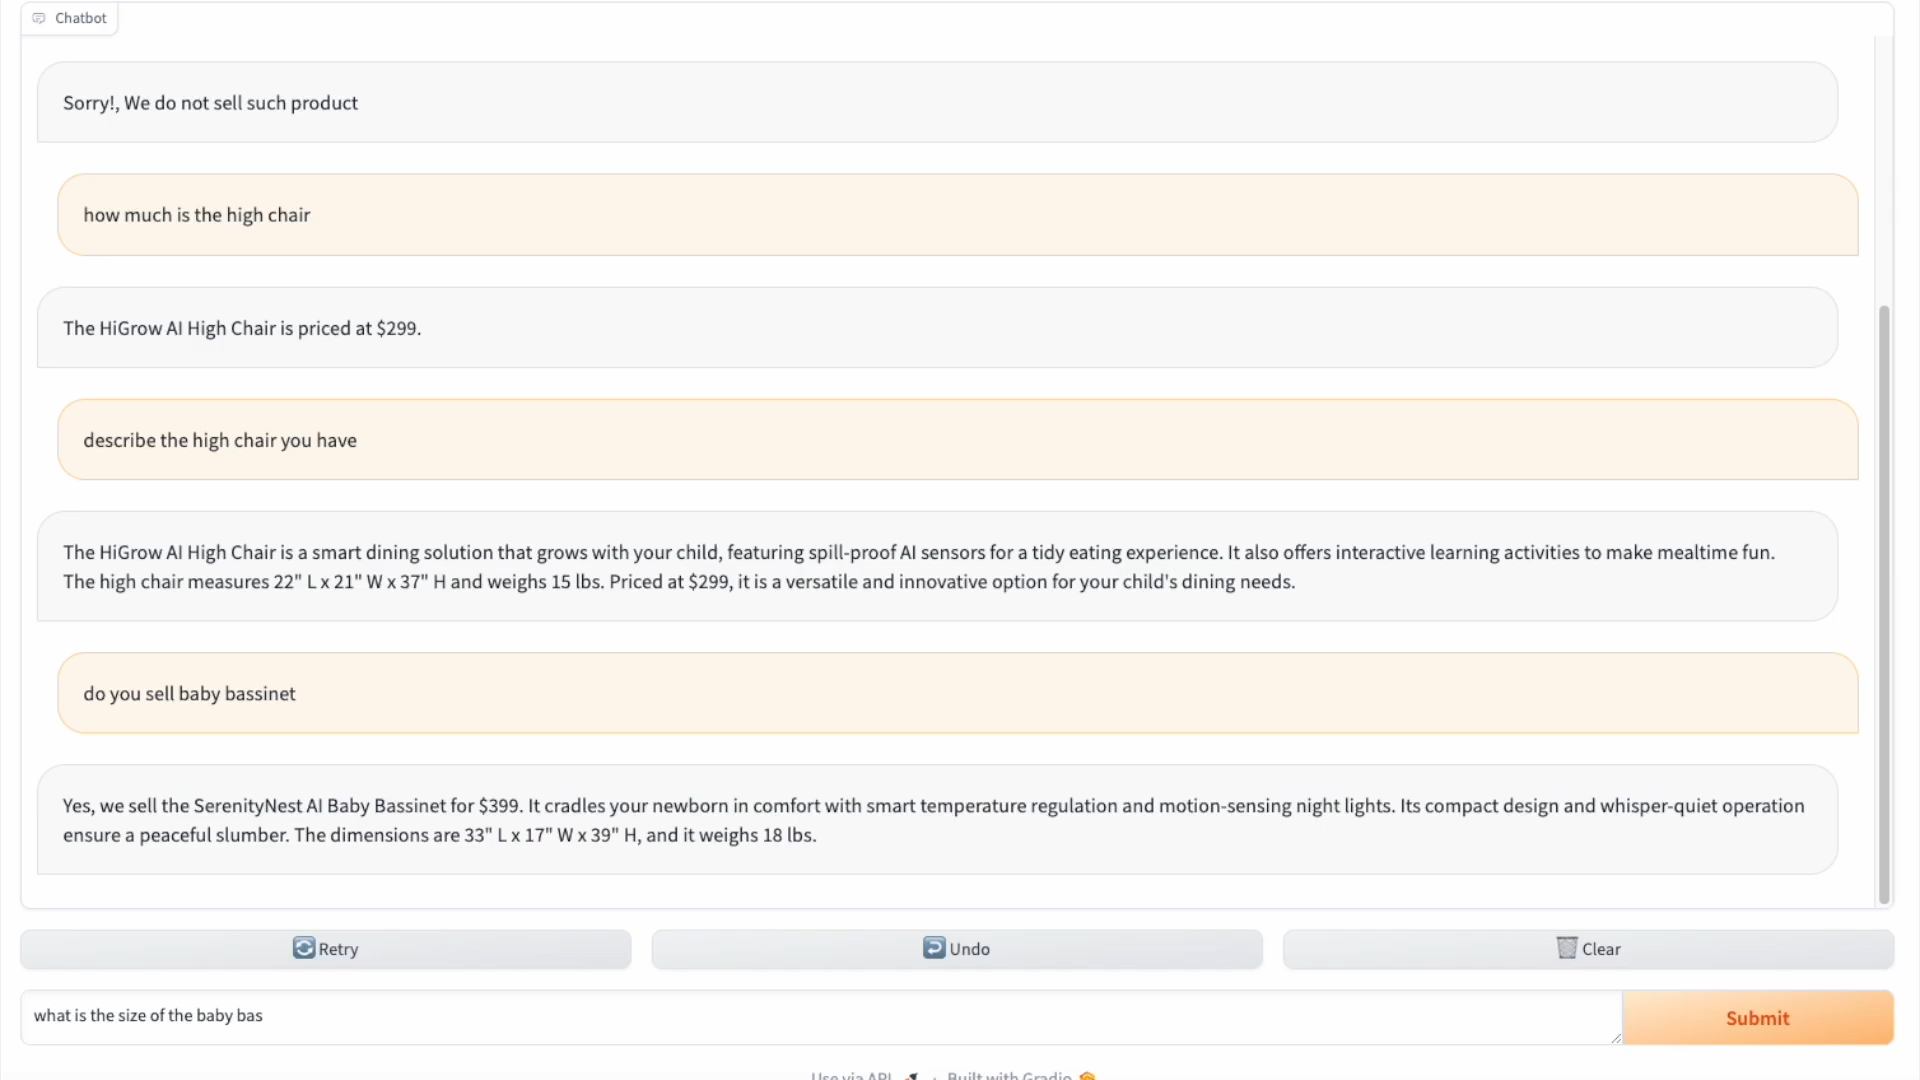 Chatbot
Sorry!, We do not sell such product
how much is the high chair
The HiGrow AI High Chair is priced at $299.
describe the high chair you have
The HiGrow AI High Chair is a smart dining solution that grows with your child, featuring spill-proof AI sensors for a tidy eating experience. It also offers interactive learning activities to make mealtime fun.
The high chair measures 22" L x 21" W x 37" H and weighs 15 lbs. Priced at $299, it is a versatile and innovative option for your child's dining needs.
do you sell baby bassinet
Yes, we sell the SerenityNest AI Baby Bassinet for $399. It cradles your newborn in comfort with smart temperature regulation and motion-sensing night lights. Its compact design and whisper-quiet operation
ensure a peaceful slumber. The dimensions are 33" L x 17" W x 39" H, and it weighs 18 lbs.
Retry Undo Clear
what is the size of the baby bas
Submit
Use via API · Built with Gradio